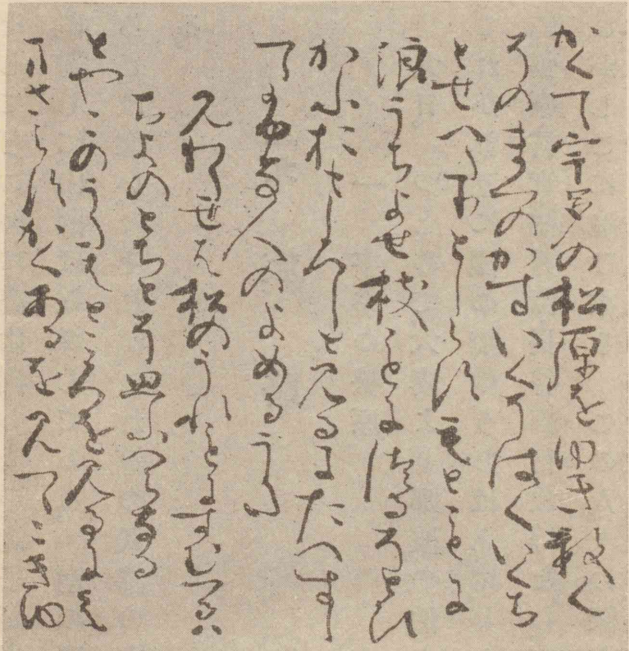 かくて宇多の松原をゆきすく
そのまつのかすいくそはくいくち
とせへたりとしらすもとことに
浪うちよせ枝ことにつるそとひ
かふおもしろしと見るにたへすし
てふな人のよめるうた
見わたせは松のうれことにすむつるは
ちよのとちとそ思ふへらなる
とやこのうたはところを見るにえ
まさらすかくあるを見つゝこきゆ